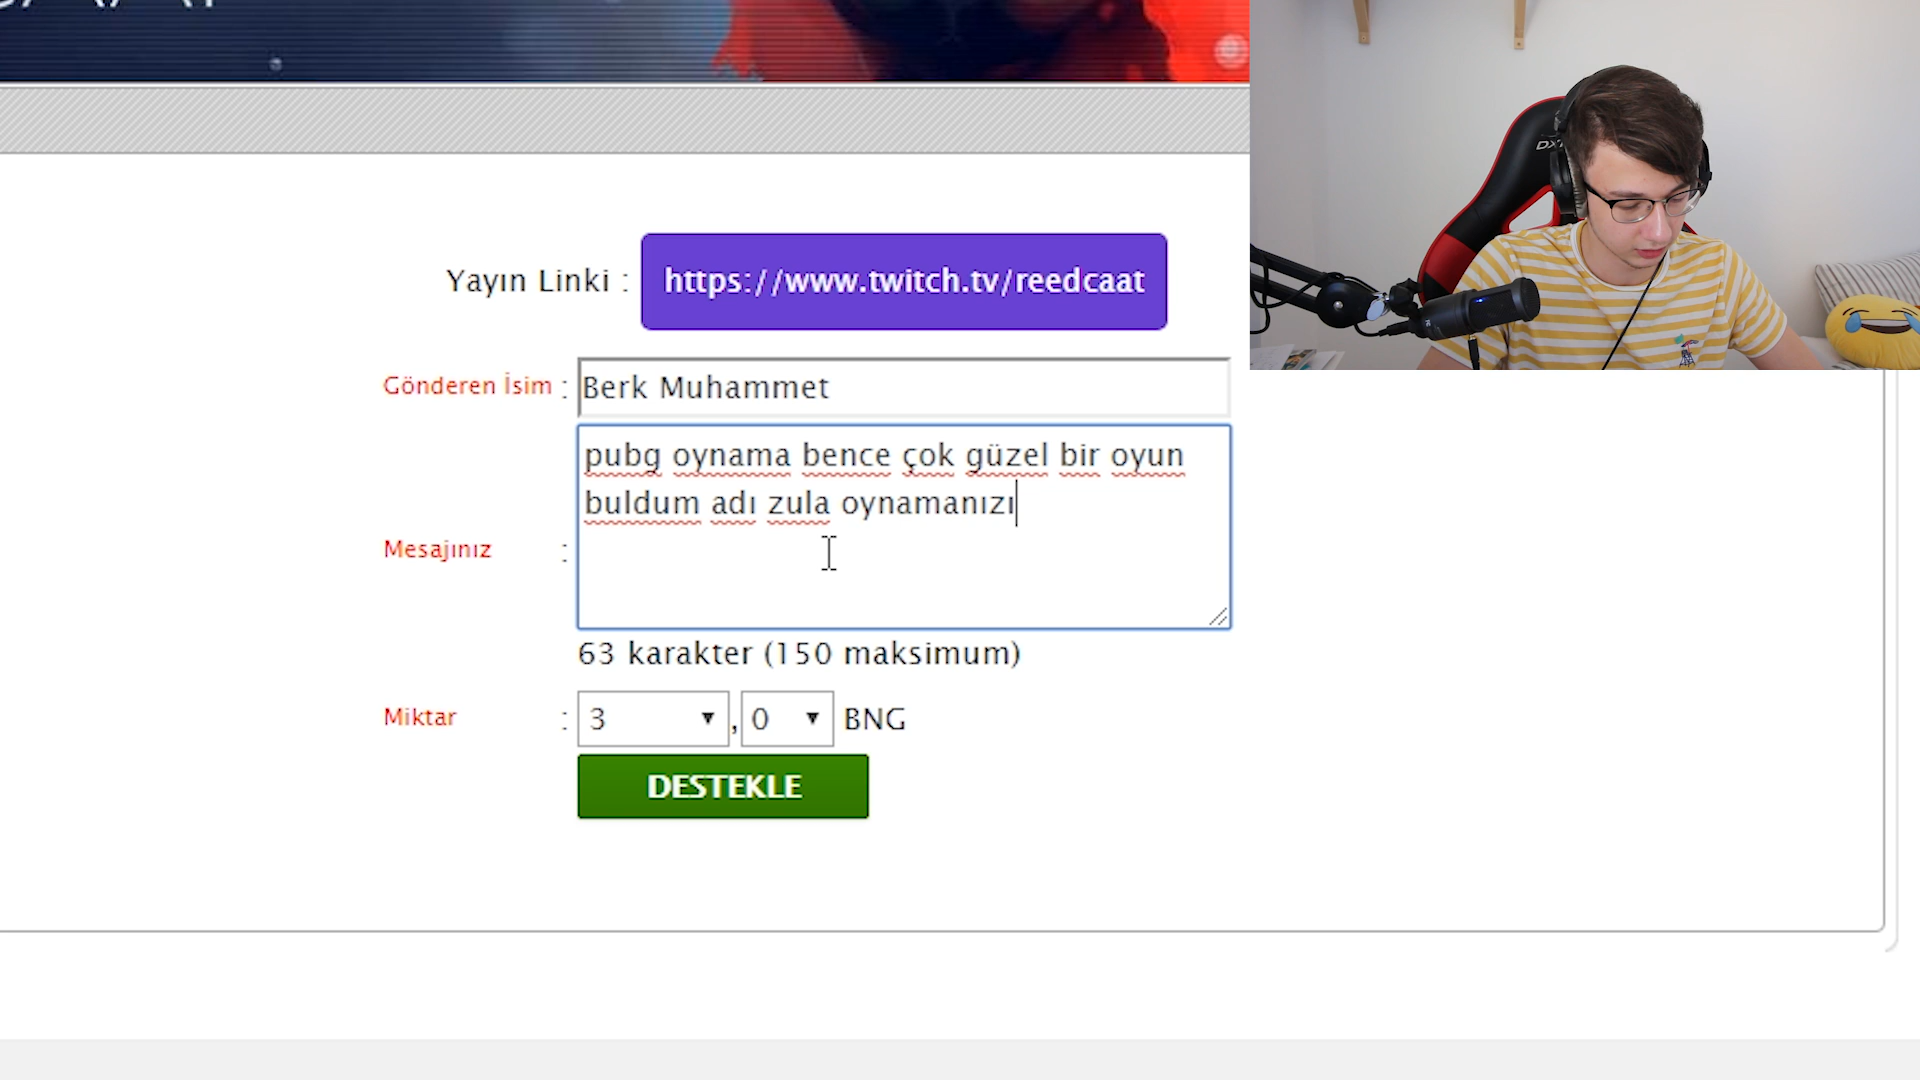 Yayın Linki : https://www.twitch.tv/reedcaat
Gönderen İsim : Berk Muhammet
Mesajınız :
pubg oynama bence çok güzel bir oyun
buldum adı zula oynamanızı
63 karakter (150 maksimum)
Miktar : 3 , 0 BNG
DESTEKLE